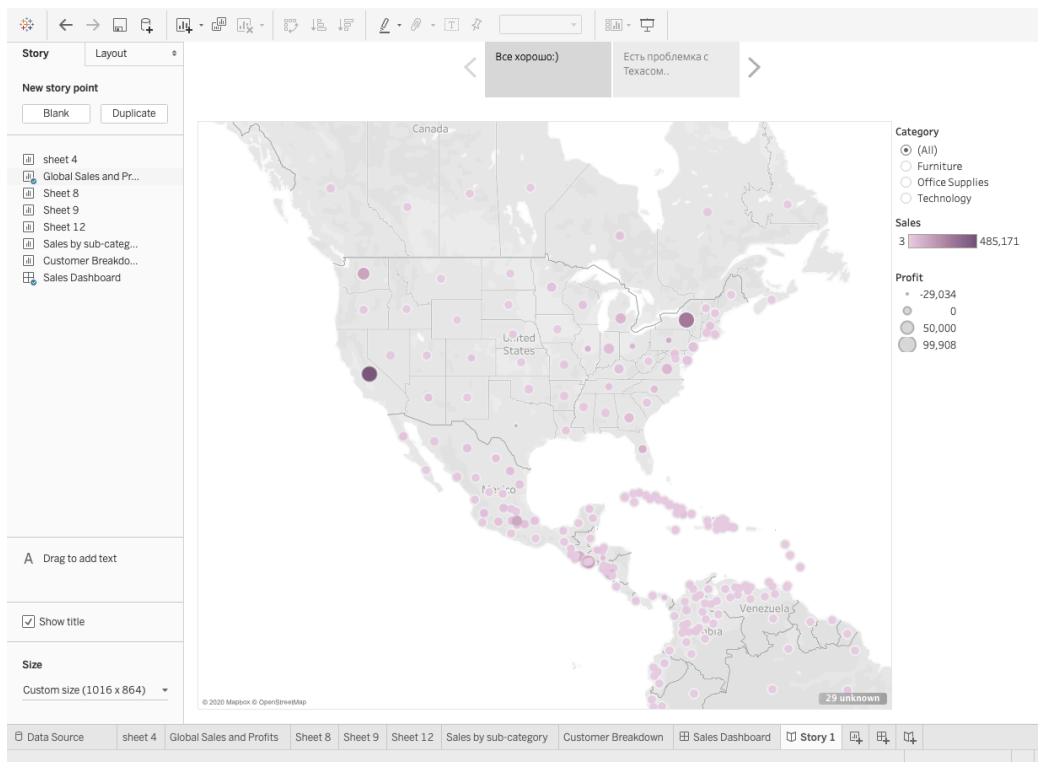 Story
Layout
Все хорошо:)
Есть проблемка с
Техасом..
New story point
Blank
Duplicate
sheet 4
Global Sales and Pr...
Sheet 8
Sheet 9
Sheet 12
Sales by sub-categ...
Customer Breakdo...
Sales Dashboard
A Drag to add text
Show title
Size
Custom size (1016 x 864)
Canada
United
States
Mexico
Venezuela
© 2020 Mapbox © OpenStreetMap
29 unknown
Category
(All)
Furniture
Office Supplies
Technology
Sales
3
485,171
Profit
-29,034
0
50,000
99,908
Data Source
sheet 4
Global Sales and Profits
Sheet 8
Sheet 9
Sheet 12
Sales by sub-category
Customer Breakdown
Sales Dashboard
Story 1